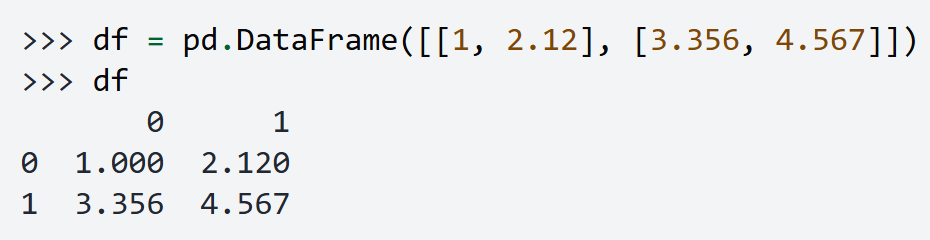 >>> df = pd.DataFrame([[1, 2.12], [3.356, 4.567]])
>>> df
       0      1
0  1.000  2.120
1  3.356  4.567